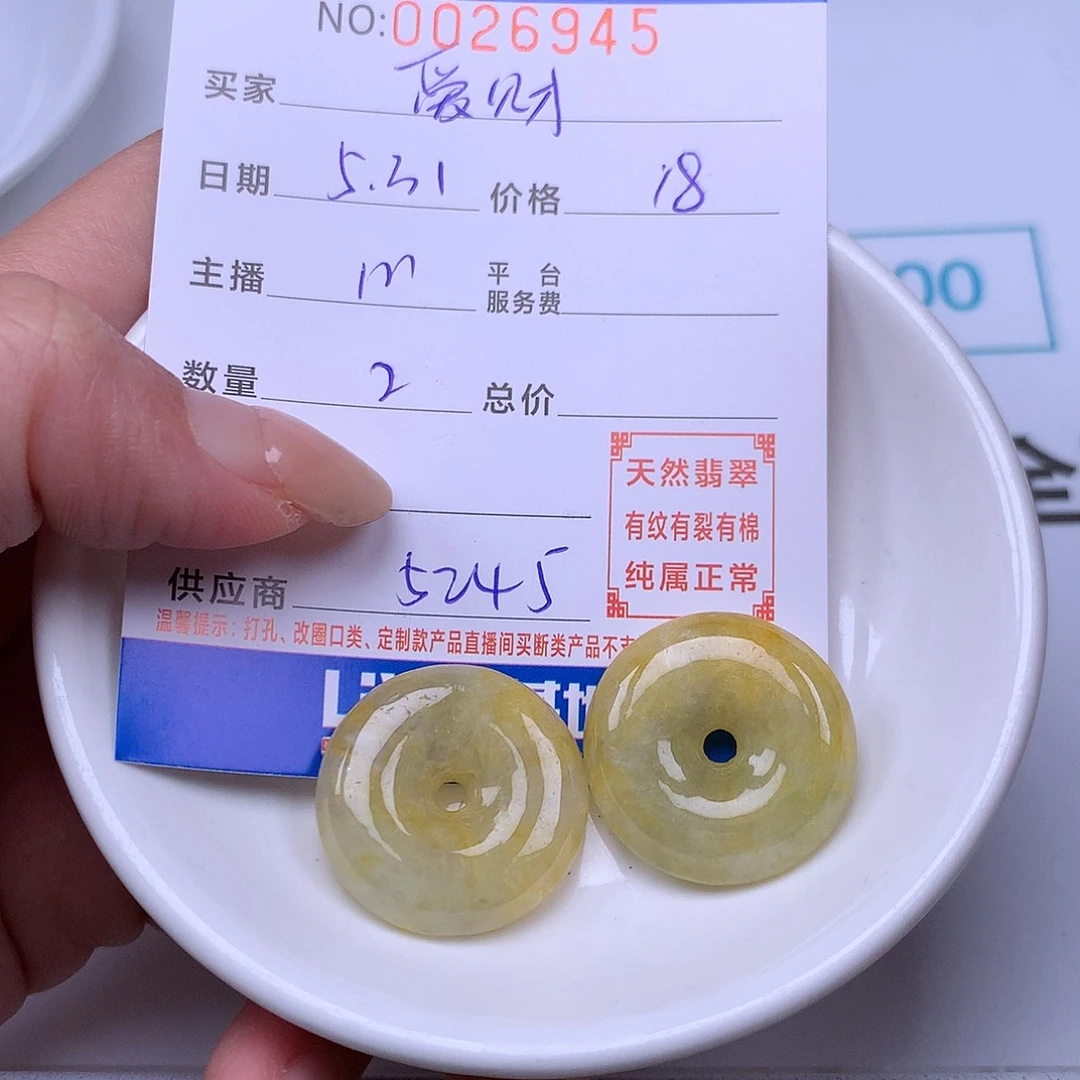 NO:0026945
买家 爱财
日期 5.31 价格 18
主播 m 平台服务费
数量 2 总价
天然翡翠
有纹有裂有棉
纯属正常
供应商 5245
温馨提示:打孔、改圈口类、定制款产品直播间买断类产品不
00